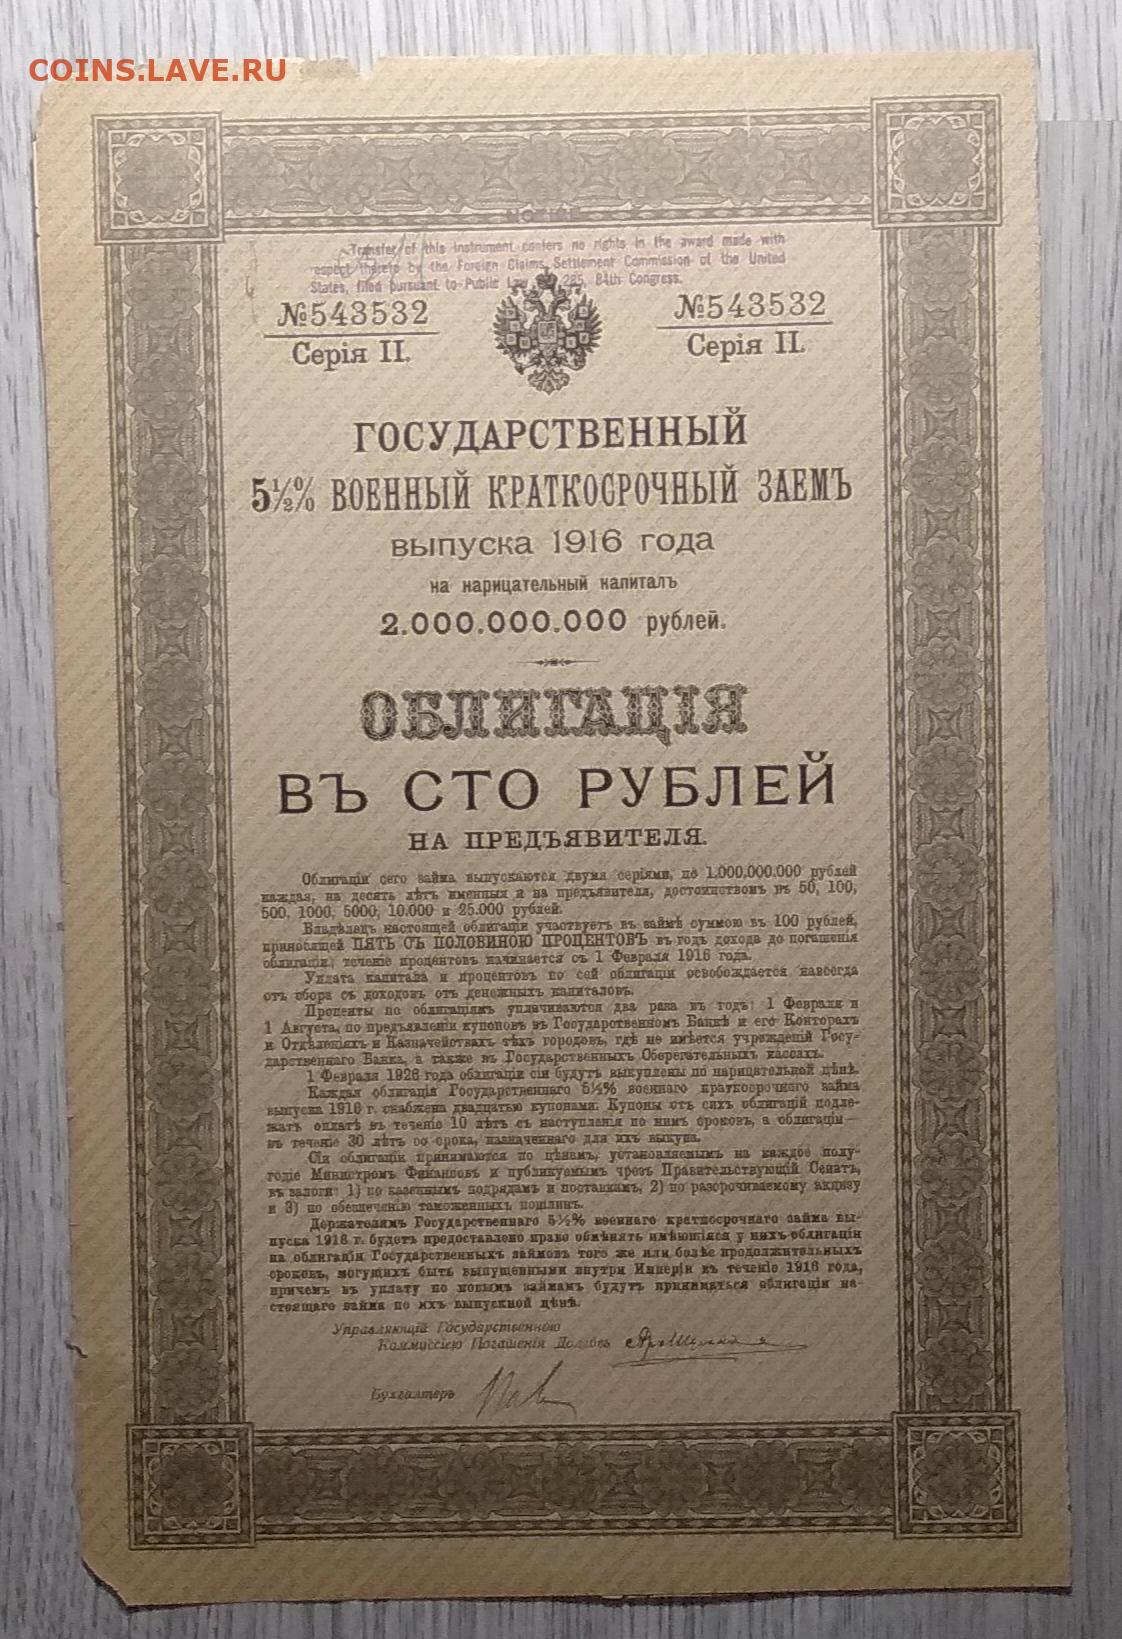 COINS.LAVE.RU
NOTICE
Transfer of this instrument confers no rights in the award made with
respect thereto by the Foreign Claims Settlement Commission of the United
States, filed pursuant to Public Law 285, 84th Congress.
№543532
Серія II.
№543532
Серія II.
ГОСУДАРСТВЕННЫЙ
5½% ВОЕННЫЙ КРАТКОСРОЧНЫЙ ЗАЕМЪ
выпуска 1916 года
на нарицательный капиталъ
2.000.000.000 рублей.
ОБЛИГАЦІЯ
ВЪ СТО РУБЛЕЙ
НА ПРЕДЪЯВИТЕЛЯ.
Облигаціи сего займа выпускаются двумя серіями, по 1.000.000.000 рублей
каждая, на десять лѣтъ именныя и на предъявителя, достоинствомъ въ 50, 100,
500, 1000, 5000, 10.000 и 25.000 рублей.
Владѣлецъ настоящей облигаціи участвуетъ въ займѣ суммою въ 100 рублей,
приносящей ПЯТЬ СЪ ПОЛОВИНОЮ ПРОЦЕНТОВЪ въ годъ дохода до погашенія
облигаціи; теченіе процентовъ начинается съ 1 Февраля 1916 года.
Уплата капитала и процентовъ по сей облигаціи освобождается навсегда
отъ сбора съ доходовъ отъ денежныхъ капиталовъ.
Проценты по облигаціямъ уплачиваются два раза въ годъ: 1 Февраля и
1 Августа, по предъявленіи купоновъ въ Государственномъ Банкѣ и его Конторахъ
и Отдѣленіяхъ и Казначействахъ тѣхъ городовъ, гдѣ не имѣется учрежденій Госу-
дарственнаго Банка, а также въ Государственныхъ Сберегательныхъ кассахъ.
1 Февраля 1926 года облигаціи сіи будутъ выкуплены по нарицательной цѣнѣ.
Каждая облигація Государственнаго 5½% военнаго краткосрочнаго займа
выпуска 1916 г. снабжена двадцатью купонами. Купоны отъ сихъ облигацій подле-
жатъ оплатѣ въ теченіе 10 лѣтъ съ наступленія по нимъ сроковъ, а облигаціи—
въ теченіе 30 лѣтъ со срока, назначеннаго для ихъ выкупа.
Сіи облигаціи принимаются по цѣнамъ, установляемымъ на каждое полу-
годіе Министромъ Финансовъ и публикуемымъ чрезъ Правительствующій Сенатъ,
въ залоги: 1) по казеннымъ подрядамъ и поставкамъ, 2) по разсрочиваемому акцизу
и 3) по обезпеченію таможенныхъ пошлинъ.
Держателямъ Государственнаго 5½% военнаго краткосрочнаго займа вы-
пуска 1916 г. будетъ предоставлено право обмѣнять имѣющіяся у нихъ облигаціи
на облигаціи Государственныхъ займовъ того же или болѣе продолжительныхъ
сроковъ, могущихъ быть выпущенными внутри Имперіи въ теченіе 1916 года,
причемъ въ уплату по новымъ займамъ будутъ приниматься облигаціи на-
стоящаго займа по ихъ выпускной цѣнѣ.
Управляющій Государственною
Коммиссіею Погашенія Долговъ
Бухгалтеръ